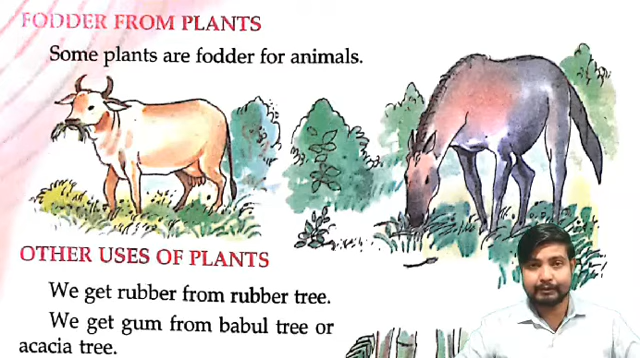 FODDER FROM PLANTS
Some plants are fodder for animals.
OTHER USES OF PLANTS
We get rubber from rubber tree.
We get gum from babul tree or
acacia tree.